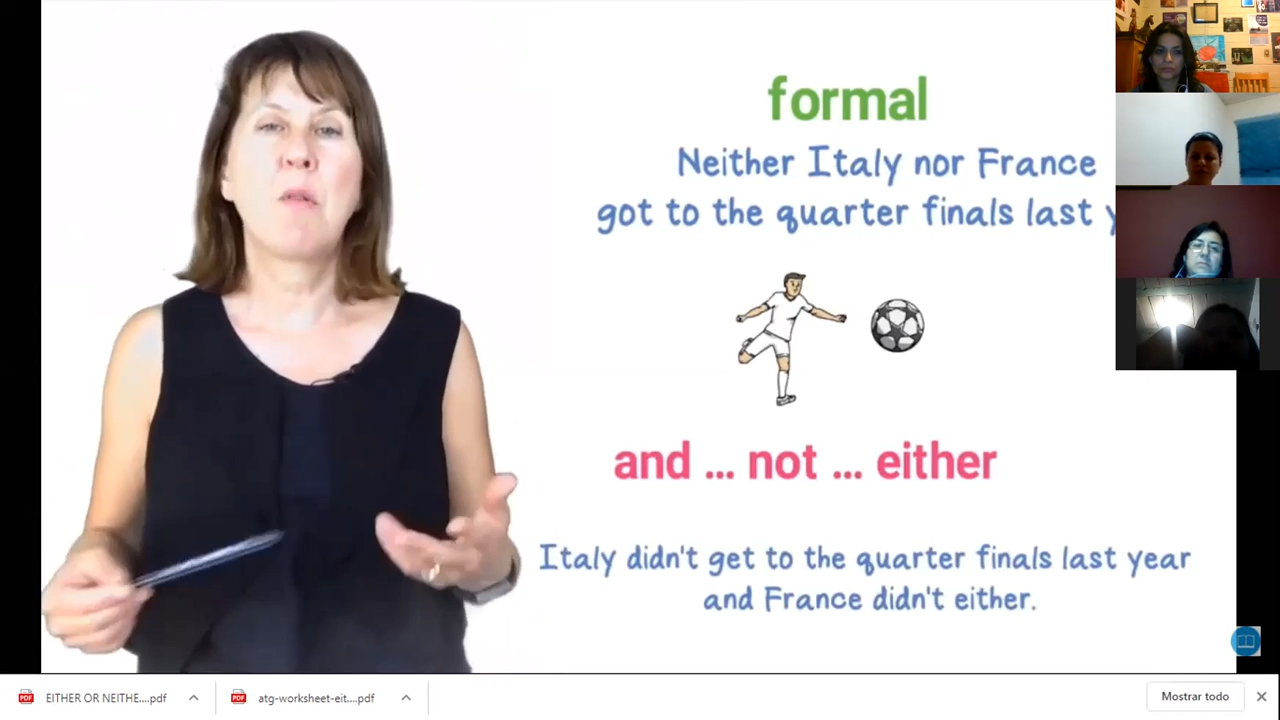 formal
Neither Italy nor France
got to the quarter finals last
and ... not ... either
Italy didn't get to the quarter finals last year
and France didn't either.
EITHER OR NEITHE....pdf
atg-worksheet-eit....pdf
Mostrar todo